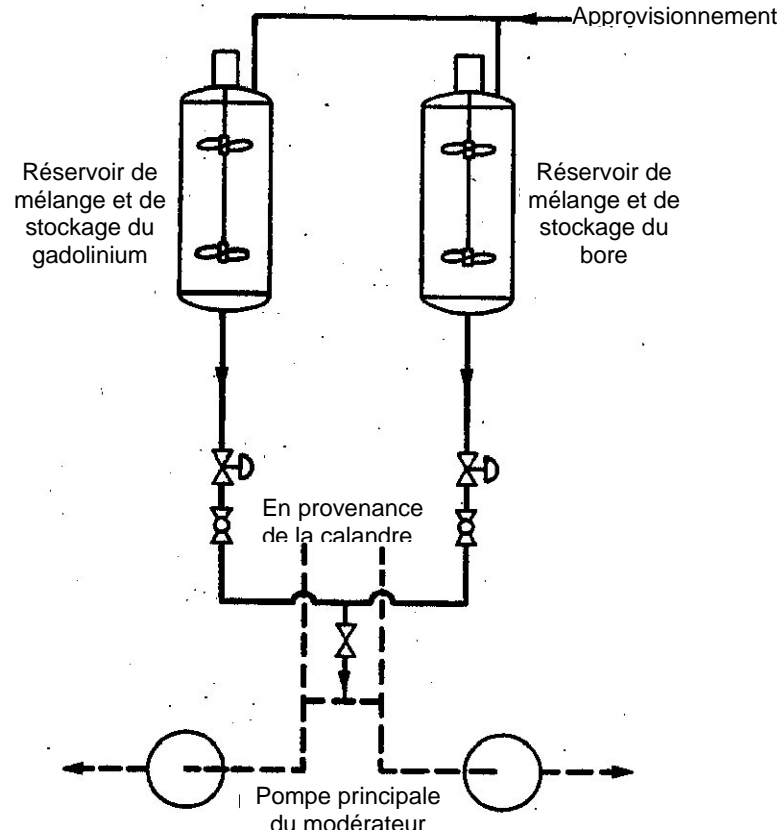 Approvisionnement
Réservoir de
mélange et de
stockage du
gadolinium
Réservoir de
mélange et de
stockage du
bore
En provenance
de la calandre
Pompe principale
du modérateur